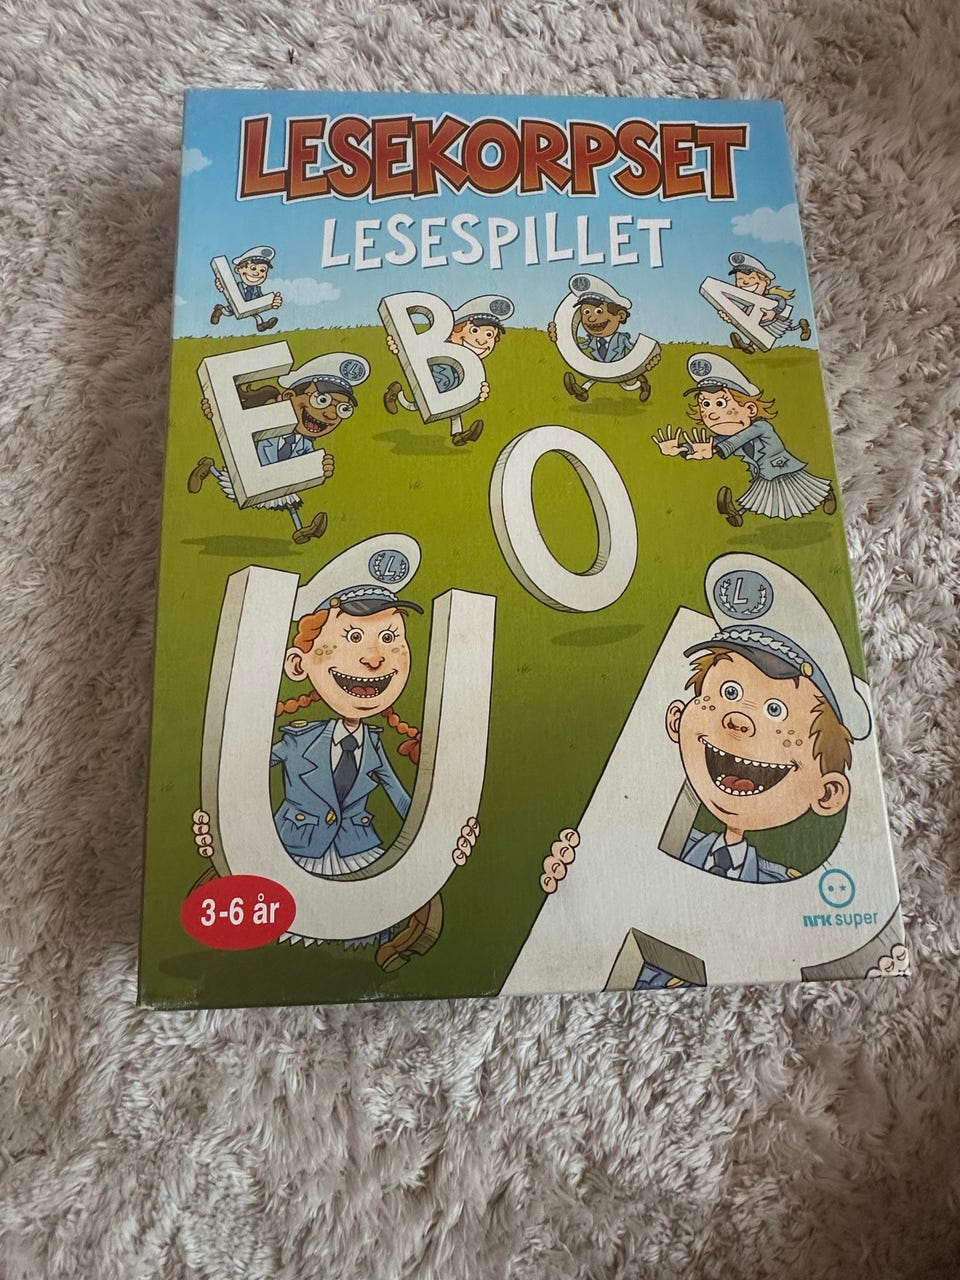 LESEKORPSET
LESESPILLET
L
B
C
A
E
O
L
L
U
A
3-6 år
nrk super